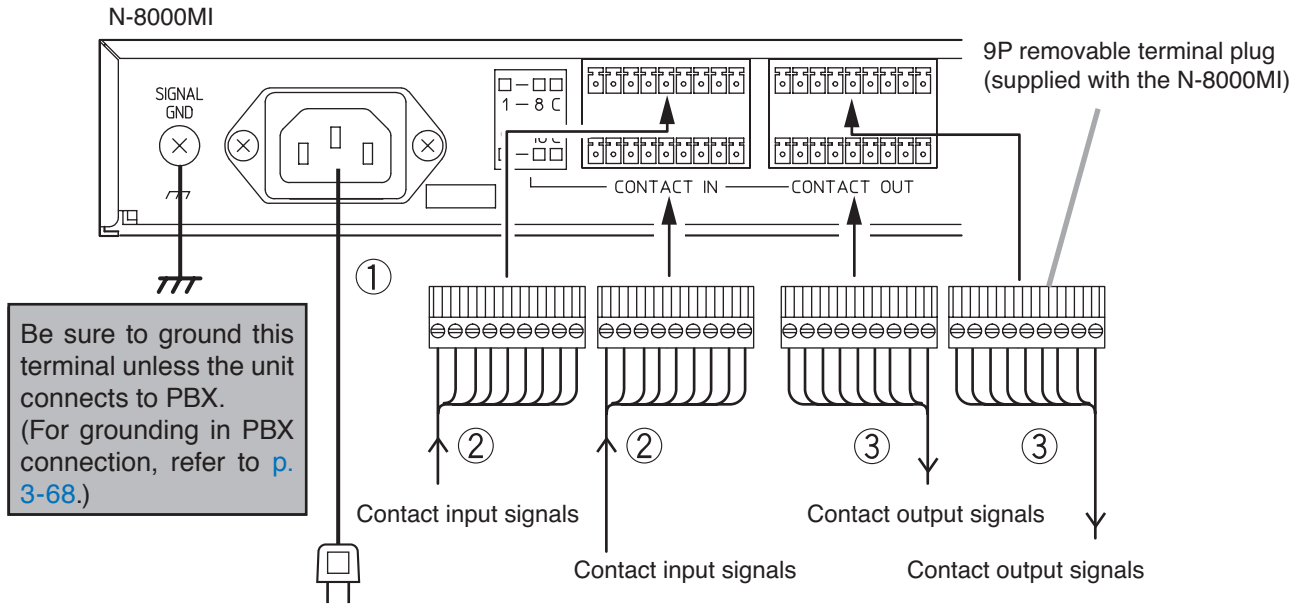 N-8000MI
9P removable terminal plug
(supplied with the N-8000MI)
SIGNAL
GND
1 – 8 C
CONTACT IN
CONTACT OUT
①
Be sure to ground this
terminal unless the unit
connects to PBX.
(For grounding in PBX
connection, refer to p.
3-68.)
② ② ③ ③
Contact input signals
Contact output signals
Contact input signals
Contact output signals